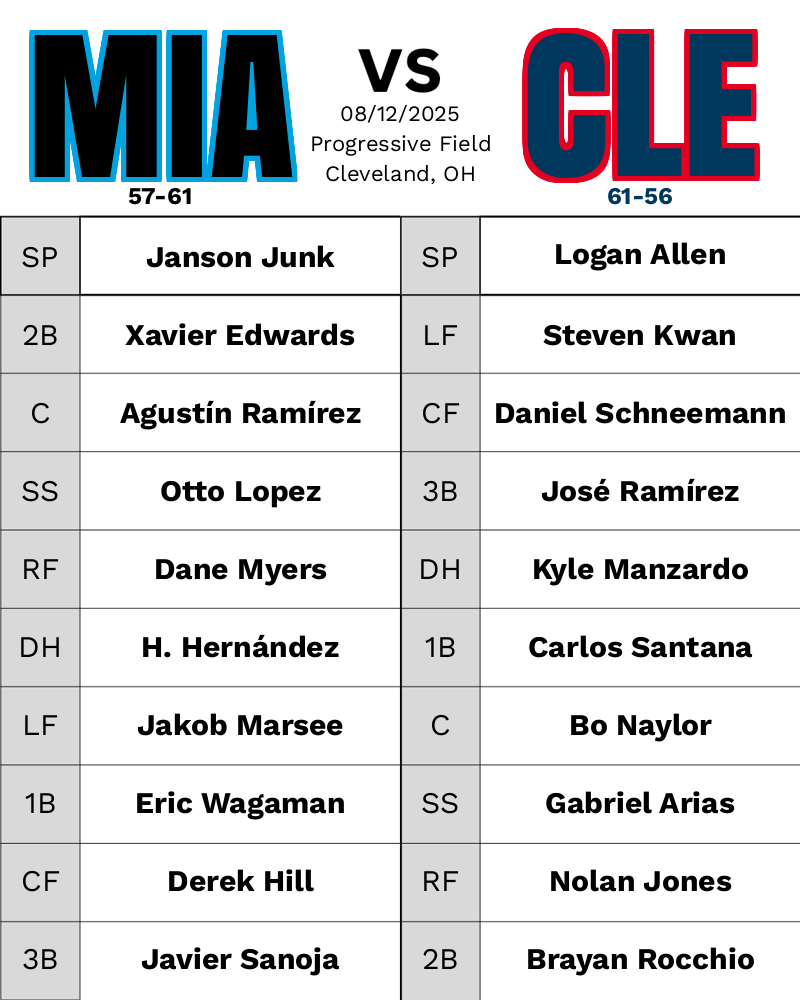 MIA VS CLE
08/12/2025
Progressive Field
Cleveland, OH
57-61 61-56
SP Janson Junk SP Logan Allen
2B Xavier Edwards LF Steven Kwan
C Agustín Ramírez CF Daniel Schneemann
SS Otto Lopez 3B José Ramírez
RF Dane Myers DH Kyle Manzardo
DH H. Hernández 1B Carlos Santana
LF Jakob Marsee C Bo Naylor
1B Eric Wagaman SS Gabriel Arias
CF Derek Hill RF Nolan Jones
3B Javier Sanoja 2B Brayan Rocchio